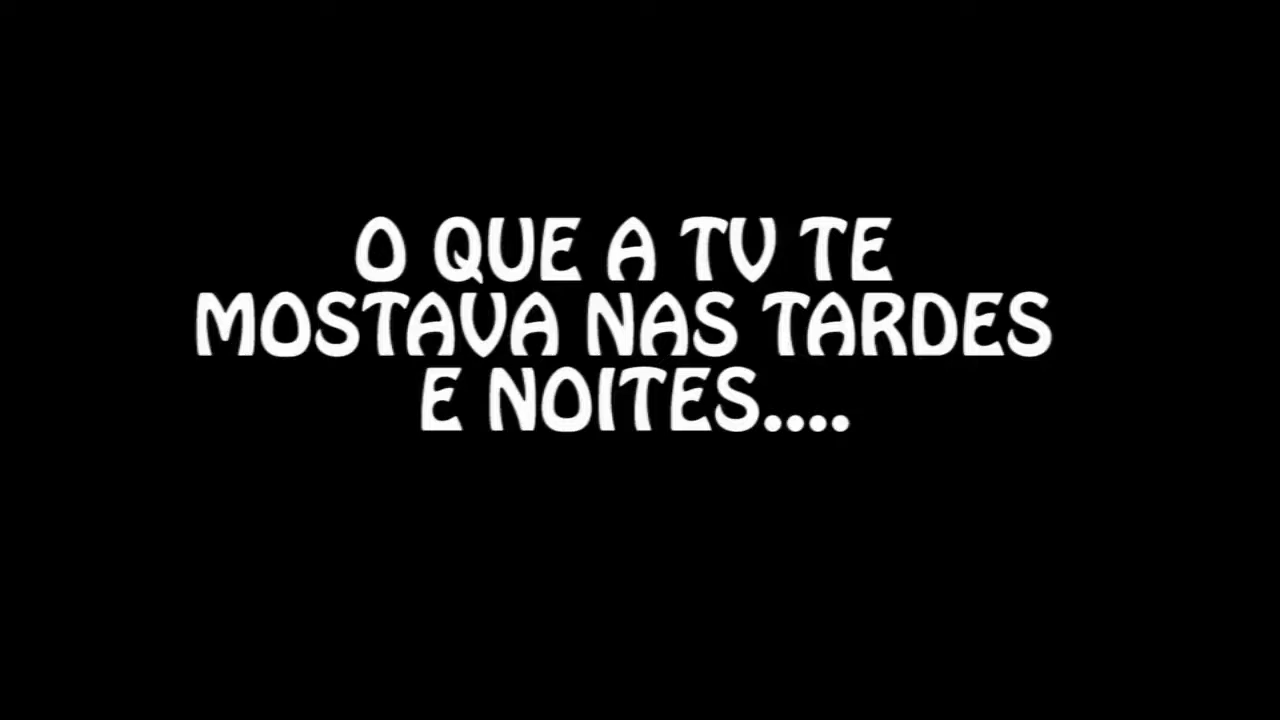 O QUE A TV TE
MOSTAVA NAS TARDES
E NOITES....